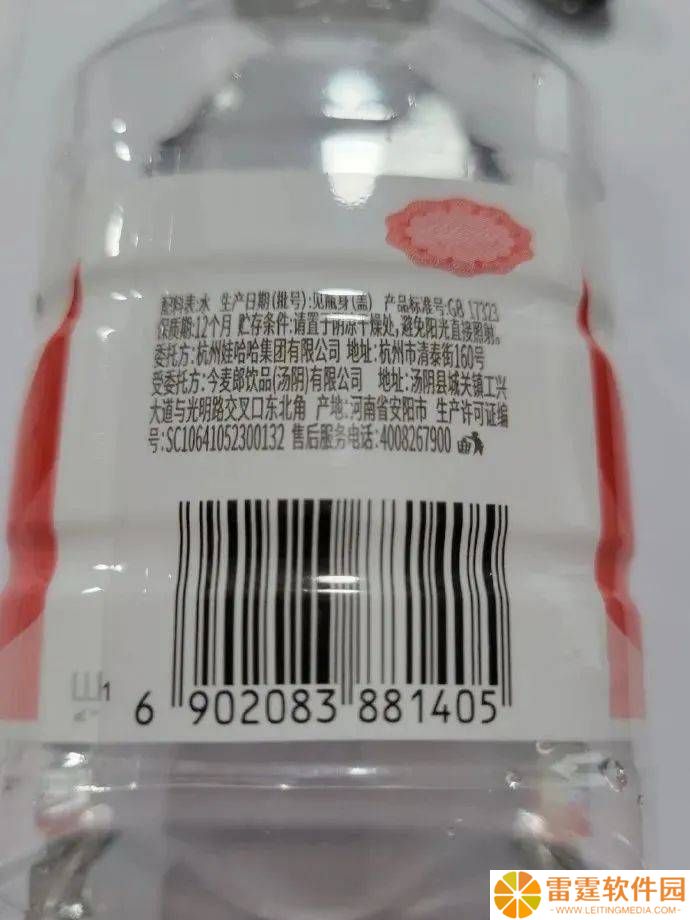 配料表:水 生产日期(批号):见瓶身(盖) 产品标准号:GB 17323
保质期:12个月 贮存条件:请置于阴凉干燥处,避免阳光直接照射。
委托方:杭州娃哈哈集团有限公司 地址:杭州市清泰街160号
受委托方:今麦郎饮品(汤阴)有限公司 地址:汤阴县城关镇工兴
大道与光明路交叉口东北角 产地:河南省安阳市 生产许可证编
号:SC10641052300132 售后服务电话:4008267900
6 902083 881405
雷霆软件园
WWW.LEITINGMEDIA.COM